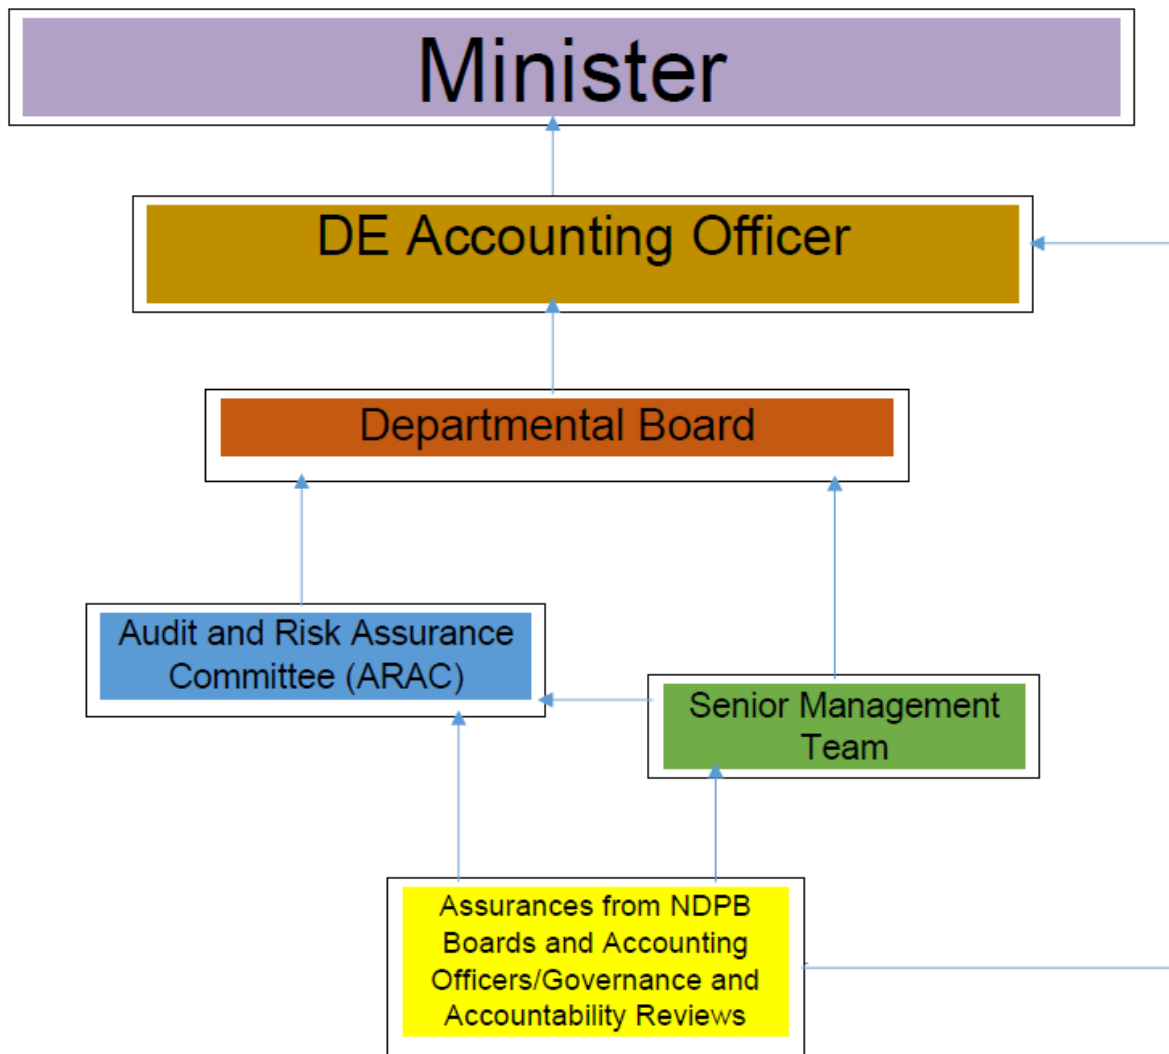 Minister
DE Accounting Officer
Departmental Board
Audit and Risk Assurance
Committee (ARAC)
Senior Management
Team
Assurances from NDPB
Boards and Accounting
Officers/Governance and
Accountability Reviews